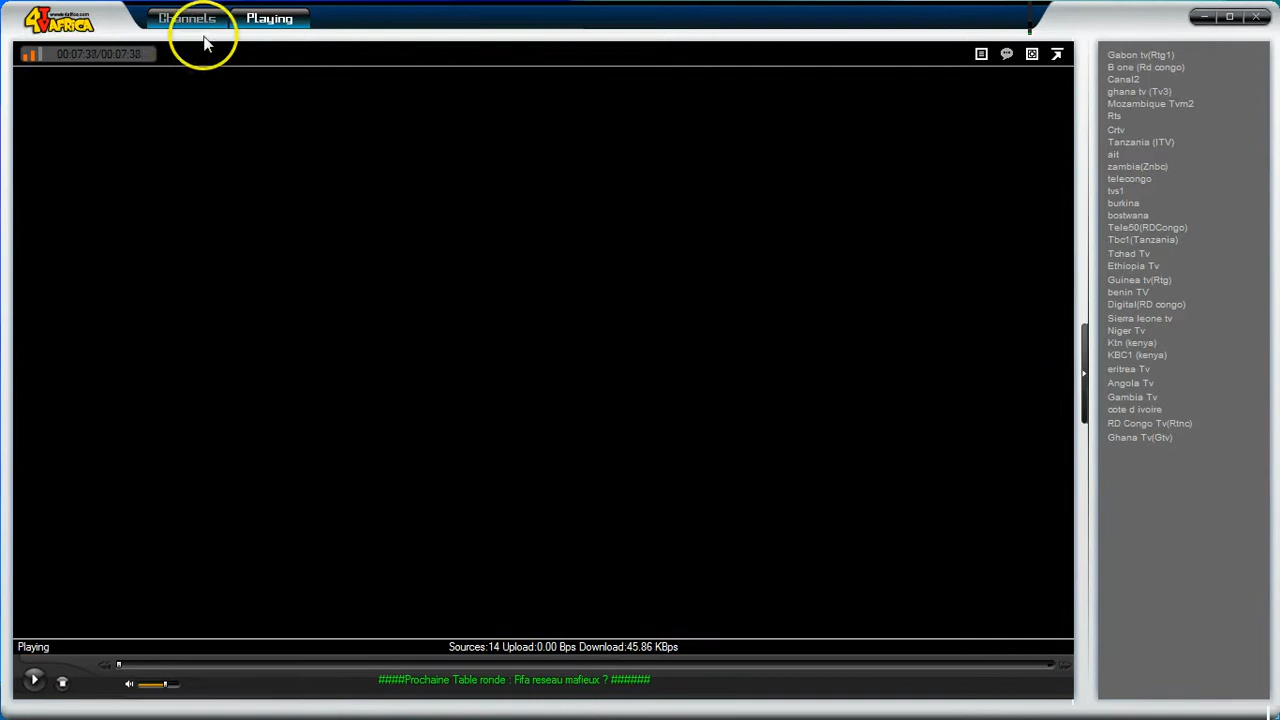 4TV AFRICA
Channels
Playing
00:07:38/00:07:38
Gabon tv(Rtg1)
B one (Rd congo)
Canal2
ghana tv (Tv3)
Mozambique Tvm2
Rts
Crtv
Tanzania (ITV)
ait
zambia(Znbc)
telecongo
tvs1
burkina
bostwana
Tele50(RDCongo)
Tbc1(Tanzania)
Tchad Tv
Ethiopia Tv
Guinea tv(Rtg)
benin TV
Digital(RD congo)
Sierra leone tv
Niger Tv
Ktn (kenya)
KBC1 (kenya)
eritrea Tv
Angola Tv
Gambia Tv
cote d ivoire
RD Congo Tv(Rtnc)
Ghana Tv(Gtv)
Playing
Sources:14 Upload:0.00 Bps Download:45.86 KBps
####Prochaine Table ronde : Fifa reseau mafieux ? ######